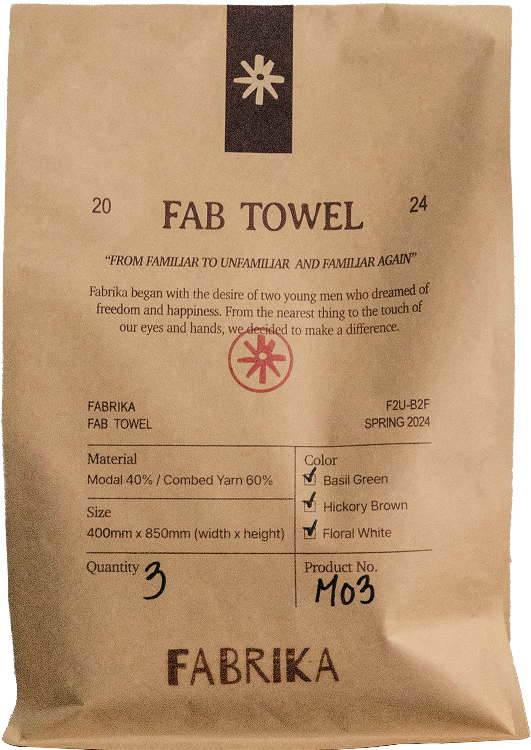 20 FAB TOWEL 24
“FROM FAMILIAR TO UNFAMILIAR AND FAMILIAR AGAIN”
Fabrika began with the desire of two young men who dreamed of
freedom and happiness. From the nearest thing to the touch of
our eyes and hands, we decided to make a difference.
FABRIKA
FAB TOWEL
F2U-B2F
SPRING 2024
Material
Modal 40% / Combed Yarn 60%
Size
400mm x 850mm (width x height)
Color
Basil Green
Hickory Brown
Floral White
Quantity 3
Product No.
M03
FABRIKA